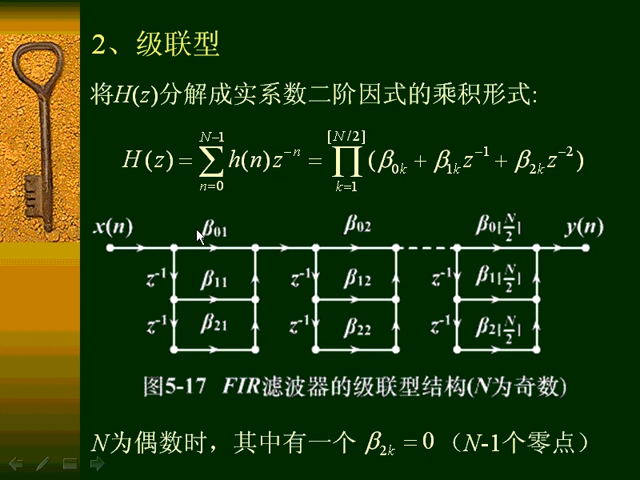 2、级联型
将H(z)分解成实系数二阶因式的乘积形式:
H(z) = ∑_{n=0}^{N−1} h(n)z^{−n} = ∏_{k=1}^{[N/2]} (β_{0k} + β_{1k}z^{−1} + β_{2k}z^{−2})
x(n) β_{01} β_{02} β_{0[N/2]} y(n)
z^{-1} β_{11} z^{-1} β_{12} z^{-1} β_{1[N/2]}
z^{-1} β_{21} z^{-1} β_{22} z^{-1} β_{2[N/2]}
图5-17 FIR滤波器的级联型结构(N为奇数)
N为偶数时，其中有一个 β_{2k} = 0（N-1个零点）